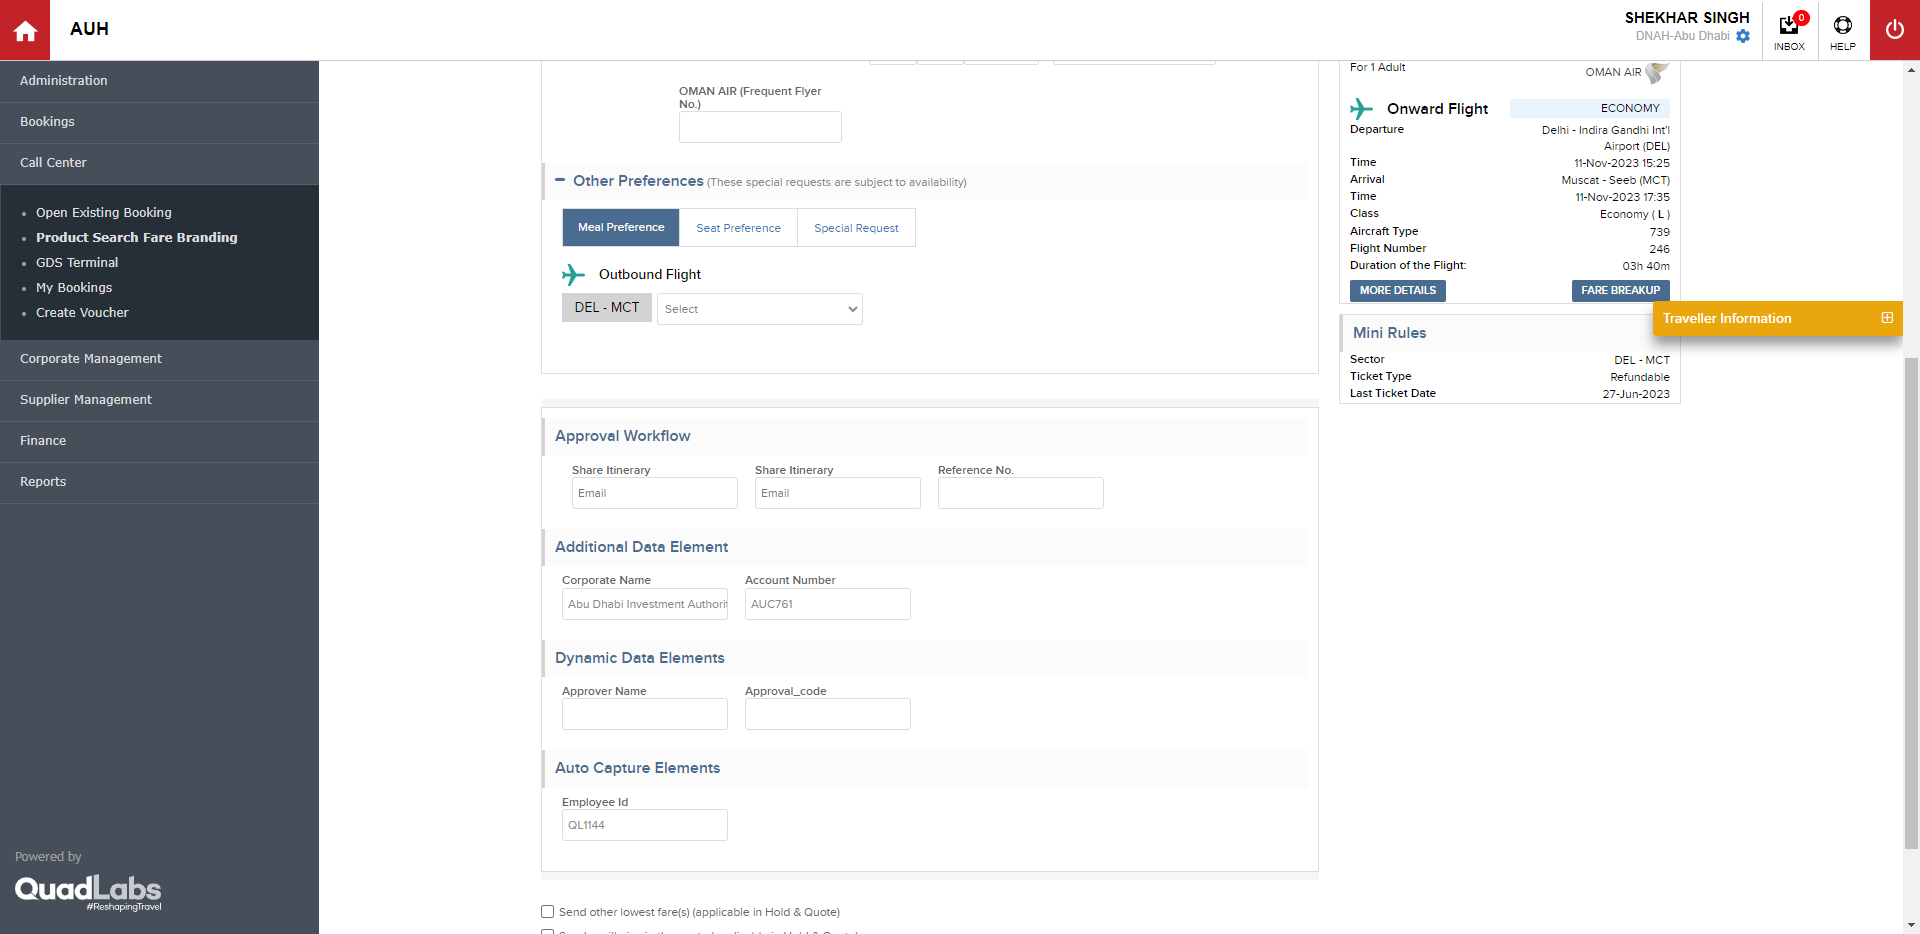 AUH
SHEKHAR SINGH
DNAH-Abu Dhabi
0
INBOX
HELP
Administration
Bookings
Call Center
Open Existing Booking
Product Search Fare Branding
GDS Terminal
My Bookings
Create Voucher
Corporate Management
Supplier Management
Finance
Reports
Powered by
QuadLabs
#ReshapingTravel
OMAN AIR (Frequent Flyer
No.)
Other Preferences (These special requests are subject to availability)
Meal Preference
Seat Preference
Special Request
Outbound Flight
DEL - MCT
Select
Approval Workflow
Share Itinerary
Share Itinerary
Reference No.
Email
Email
Additional Data Element
Corporate Name
Account Number
Abu Dhabi Investment Authori
AUC761
Dynamic Data Elements
Approver Name
Approval_code
Auto Capture Elements
Employee Id
QL1144
Send other lowest fare(s) (applicable in Hold & Quote)
For 1 Adult
OMAN AIR
Onward Flight
ECONOMY
Departure
Delhi - Indira Gandhi Int'l
Airport (DEL)
Time
11-Nov-2023 15:25
Arrival
Muscat - Seeb (MCT)
Time
11-Nov-2023 17:35
Class
Economy ( L )
Aircraft Type
739
Flight Number
246
Duration of the Flight:
03h 40m
MORE DETAILS
FARE BREAKUP
Traveller Information
Mini Rules
Sector
DEL - MCT
Ticket Type
Refundable
Last Ticket Date
27-Jun-2023